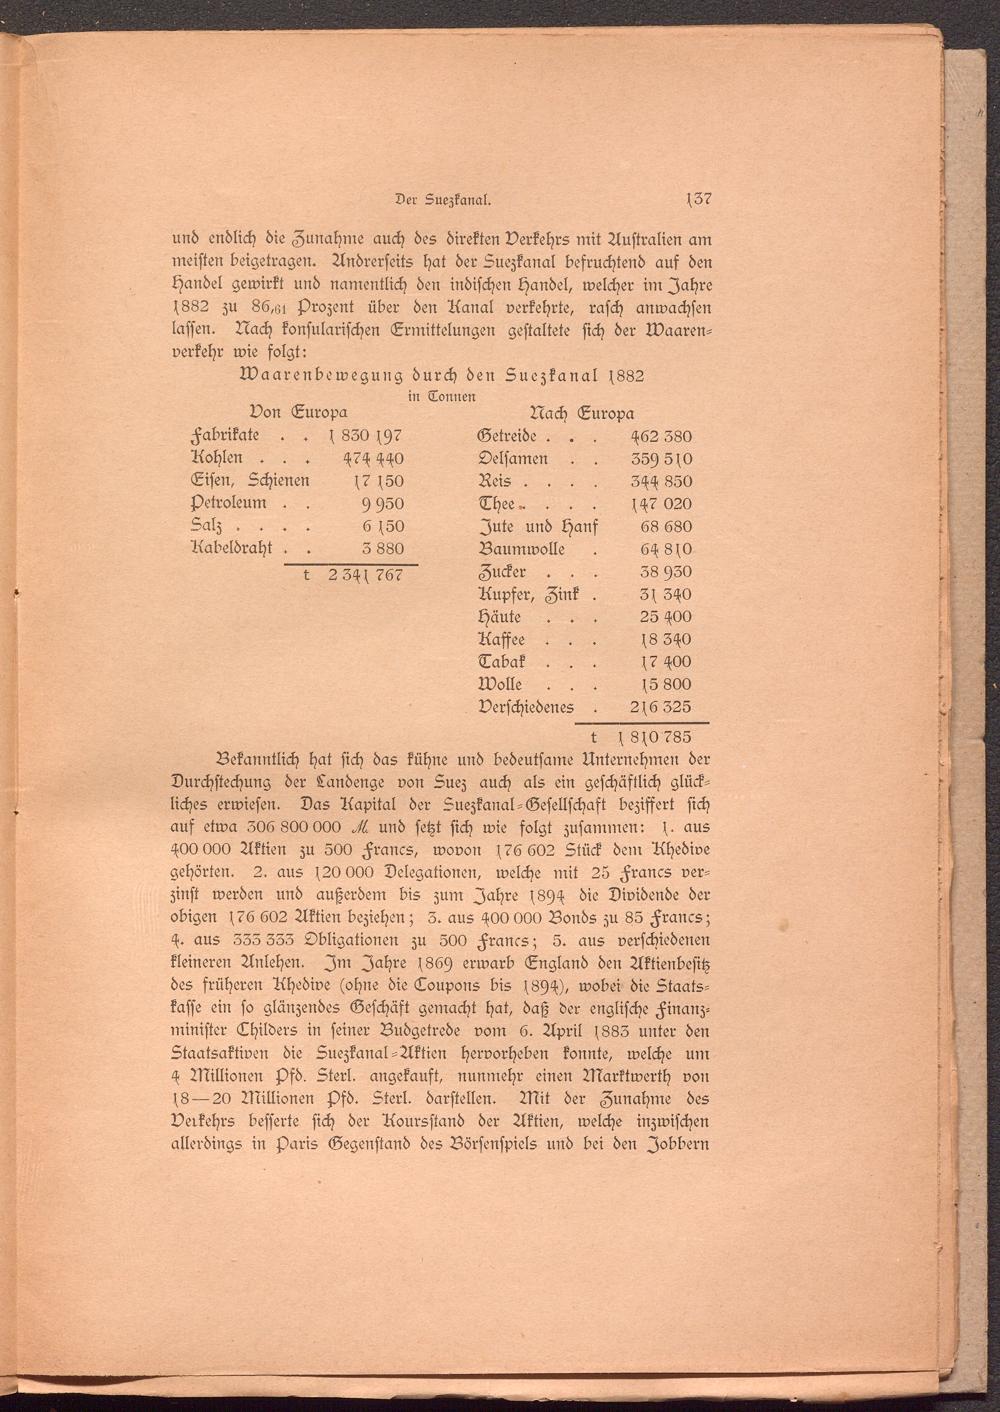 Der Suezkanal. 137
und endlich die Zunahme auch des direkten Verkehrs mit Australien am
meisten beigetragen. Andrerseits hat der Suezkanal befruchtend auf den
Handel gewirkt und namentlich den indischen Handel, welcher im Jahre
1882 zu 86,61 Prozent über den Kanal verkehrte, rasch anwachsen
lassen. Nach konsularischen Ermittelungen gestaltete sich der Waaren-
verkehr wie folgt:
Waarenbewegung durch den Suezkanal 1882
in Tonnen
Von Europa
Fabrikate . . 1 830 197
Kohlen . . . 474 440
Eisen, Schienen 17 150
Petroleum . . 9 950
Salz . . . . 6 150
Kabeldraht . . 3 880
t 2 341 767
Nach Europa
Getreide . . . 462 380
Oelsamen . . 359 510
Reis . . . . 344 850
Thee . . . . 147 020
Jute und Hanf 68 680
Baumwolle . 64 810
Zucker . . . 38 930
Kupfer, Zink . 31 340
Häute . . . 25 400
Kaffee . . . 18 340
Tabak . . . 17 400
Wolle . . . 15 800
Verschiedenes . 216 325
t 1 810 785
Bekanntlich hat sich das kühne und bedeutsame Unternehmen der
Durchstechung der Landenge von Suez auch als ein geschäftlich glück-
liches erwiesen. Das Kapital der Suezkanal-Gesellschaft beziffert sich
auf etwa 306 800 000 ℳ und setzt sich wie folgt zusammen: 1. aus
400 000 Aktien zu 500 Francs, wovon 176 602 Stück dem Khedive
gehörten. 2. aus 120 000 Delegationen, welche mit 25 Francs ver-
zinst werden und außerdem bis zum Jahre 1894 die Dividende der
obigen 176 602 Aktien beziehen; 3. aus 400 000 Bonds zu 85 Francs;
4. aus 333 333 Obligationen zu 500 Francs; 5. aus verschiedenen
kleineren Anlehen. Im Jahre 1869 erwarb England den Aktienbesitz
des früheren Khedive (ohne die Coupons bis 1894), wobei die Staats-
kasse ein so glänzendes Geschäft gemacht hat, daß der englische Finanz-
minister Childers in seiner Budgetrede vom 6. April 1883 unter den
Staatsaktiven die Suezkanal-Aktien hervorheben konnte, welche um
4 Millionen Pfd. Sterl. angekauft, nunmehr einen Marktwerth von
18—20 Millionen Pfd. Sterl. darstellen. Mit der Zunahme des
Verkehrs besserte sich der Koursstand der Aktien, welche inzwischen
allerdings in Paris Gegenstand des Börsenspiels und bei den Jobbern